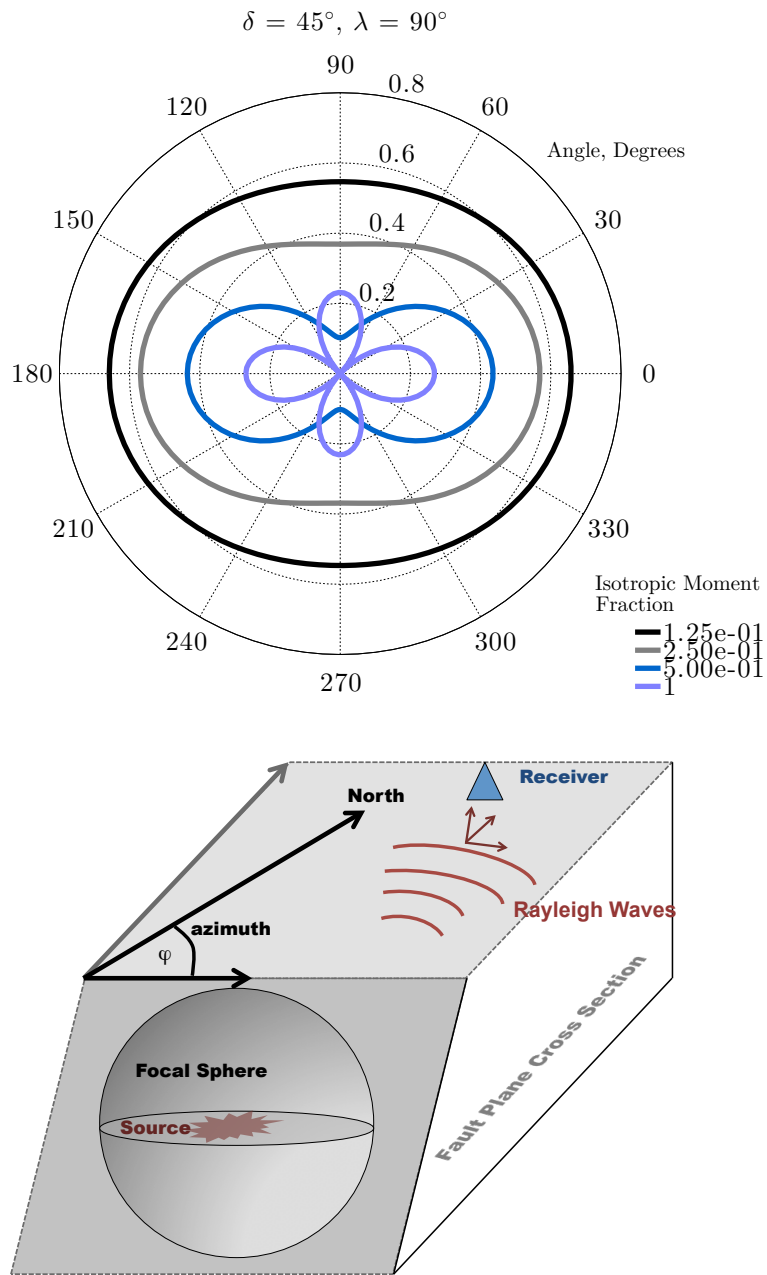 δ = 45°, λ = 90°
90
0.8
120
60
Angle, Degrees
0.6
150
30
0.4
0.2
180
0
210
330
240
300
270
Isotropic Moment
Fraction
1.25e-01
2.50e-01
5.00e-01
1
Receiver
North
Rayleigh Waves
azimuth
φ
Fault Plane Cross Section
Focal Sphere
Source